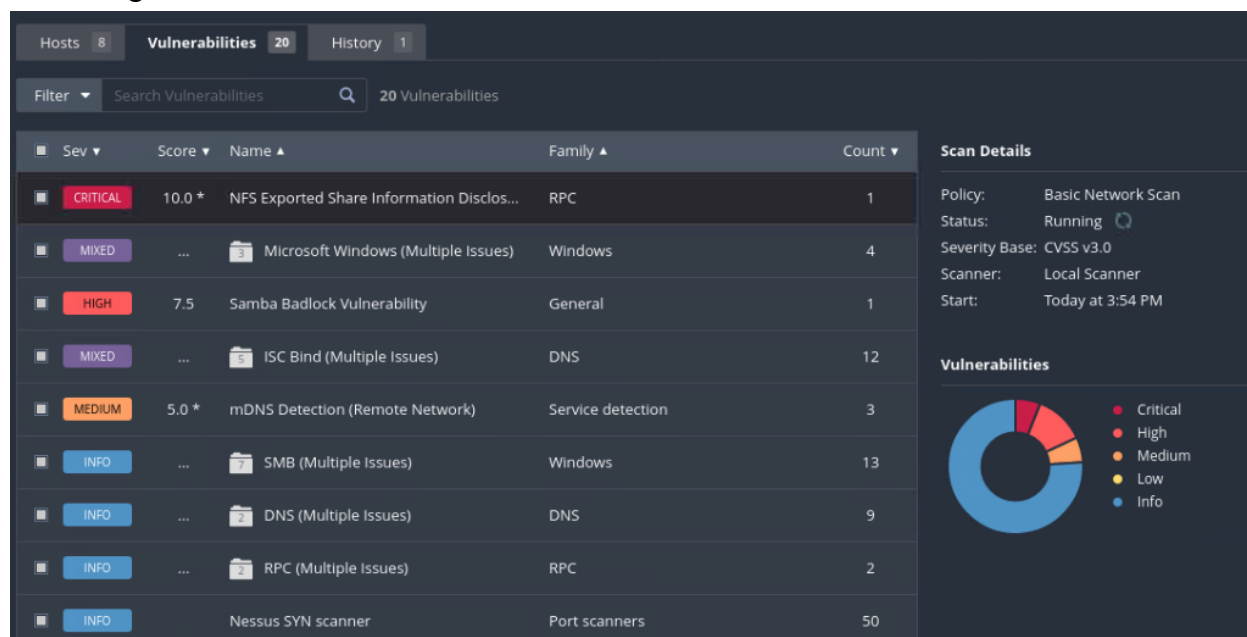 Hosts 8 Vulnerabilities 20 History 1
Filter Search Vulnerabilities 20 Vulnerabilities
Sev Score Name Family Count
CRITICAL 10.0 * NFS Exported Share Information Disclos... RPC 1
MIXED ... 3 Microsoft Windows (Multiple Issues) Windows 4
HIGH 7.5 Samba Badlock Vulnerability General 1
MIXED ... 5 ISC Bind (Multiple Issues) DNS 12
MEDIUM 5.0 * mDNS Detection (Remote Network) Service detection 3
INFO ... 7 SMB (Multiple Issues) Windows 13
INFO ... 2 DNS (Multiple Issues) DNS 9
INFO ... 2 RPC (Multiple Issues) RPC 2
INFO Nessus SYN scanner Port scanners 50
Scan Details
Policy: Basic Network Scan
Status: Running
Severity Base: CVSS v3.0
Scanner: Local Scanner
Start: Today at 3:54 PM
Vulnerabilities
Critical
High
Medium
Low
Info